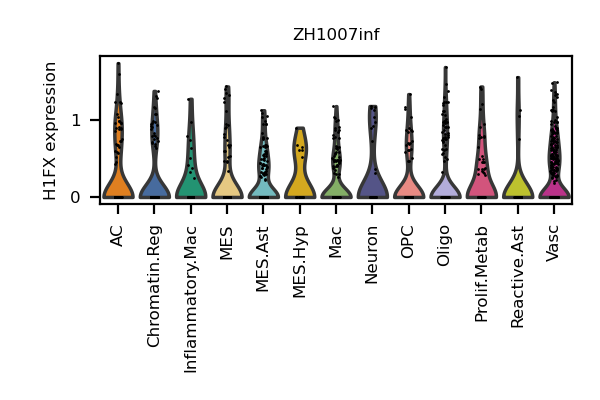 ZH1007inf
H1FX expression
1
0
AC
Chromatin.Reg
Inflammatory.Mac
MES
MES.Ast
MES.Hyp
Mac
Neuron
OPC
Oligo
Prolif.Metab
Reactive.Ast
Vasc